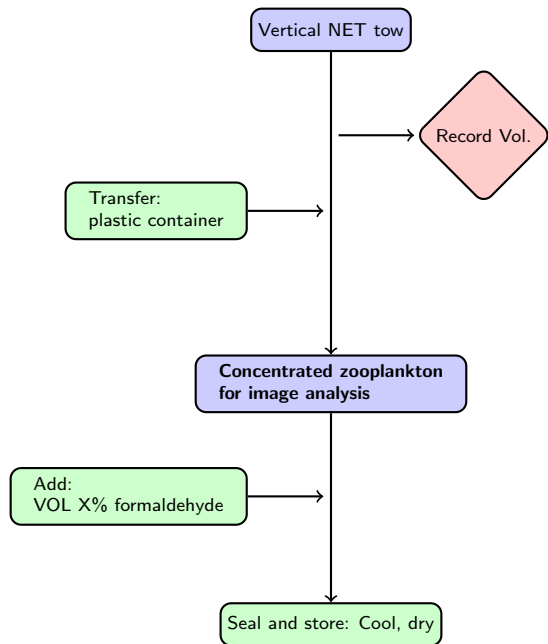 Vertical NET tow
Record Vol.
Transfer:
plastic container
Concentrated zooplankton
for image analysis
Add:
VOL X% formaldehyde
Seal and store: Cool, dry